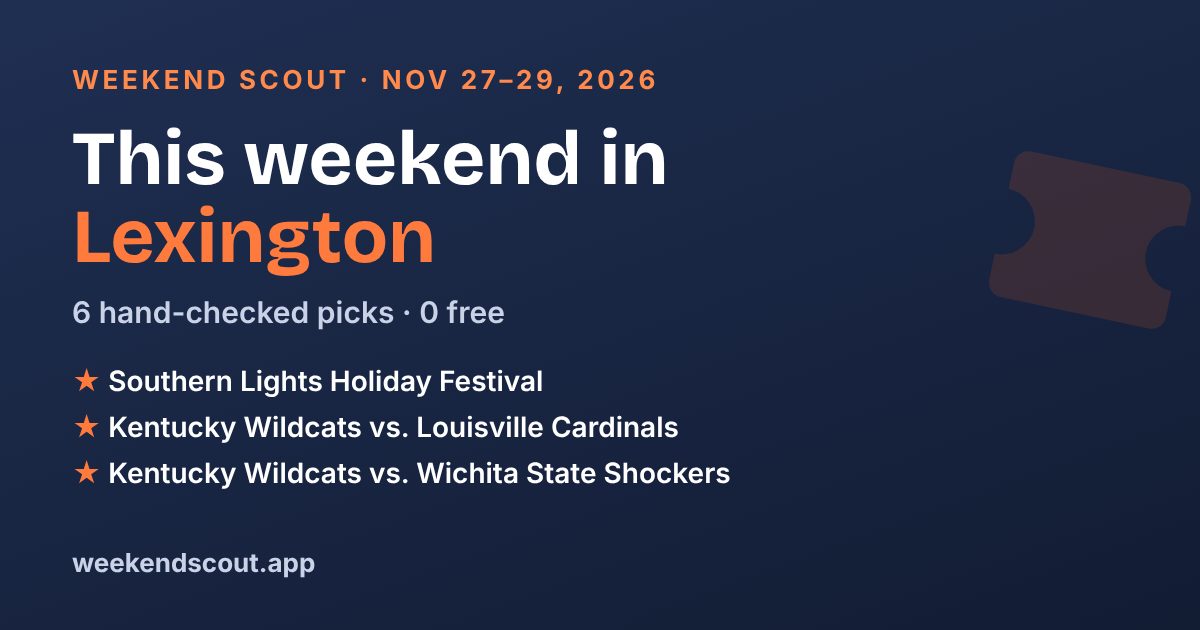 WEEKEND SCOUT · NOV 27–29, 2026
This weekend in
Lexington
6 hand-checked picks · 0 free
★ Southern Lights Holiday Festival
★ Kentucky Wildcats vs. Louisville Cardinals
★ Kentucky Wildcats vs. Wichita State Shockers
weekendscout.app